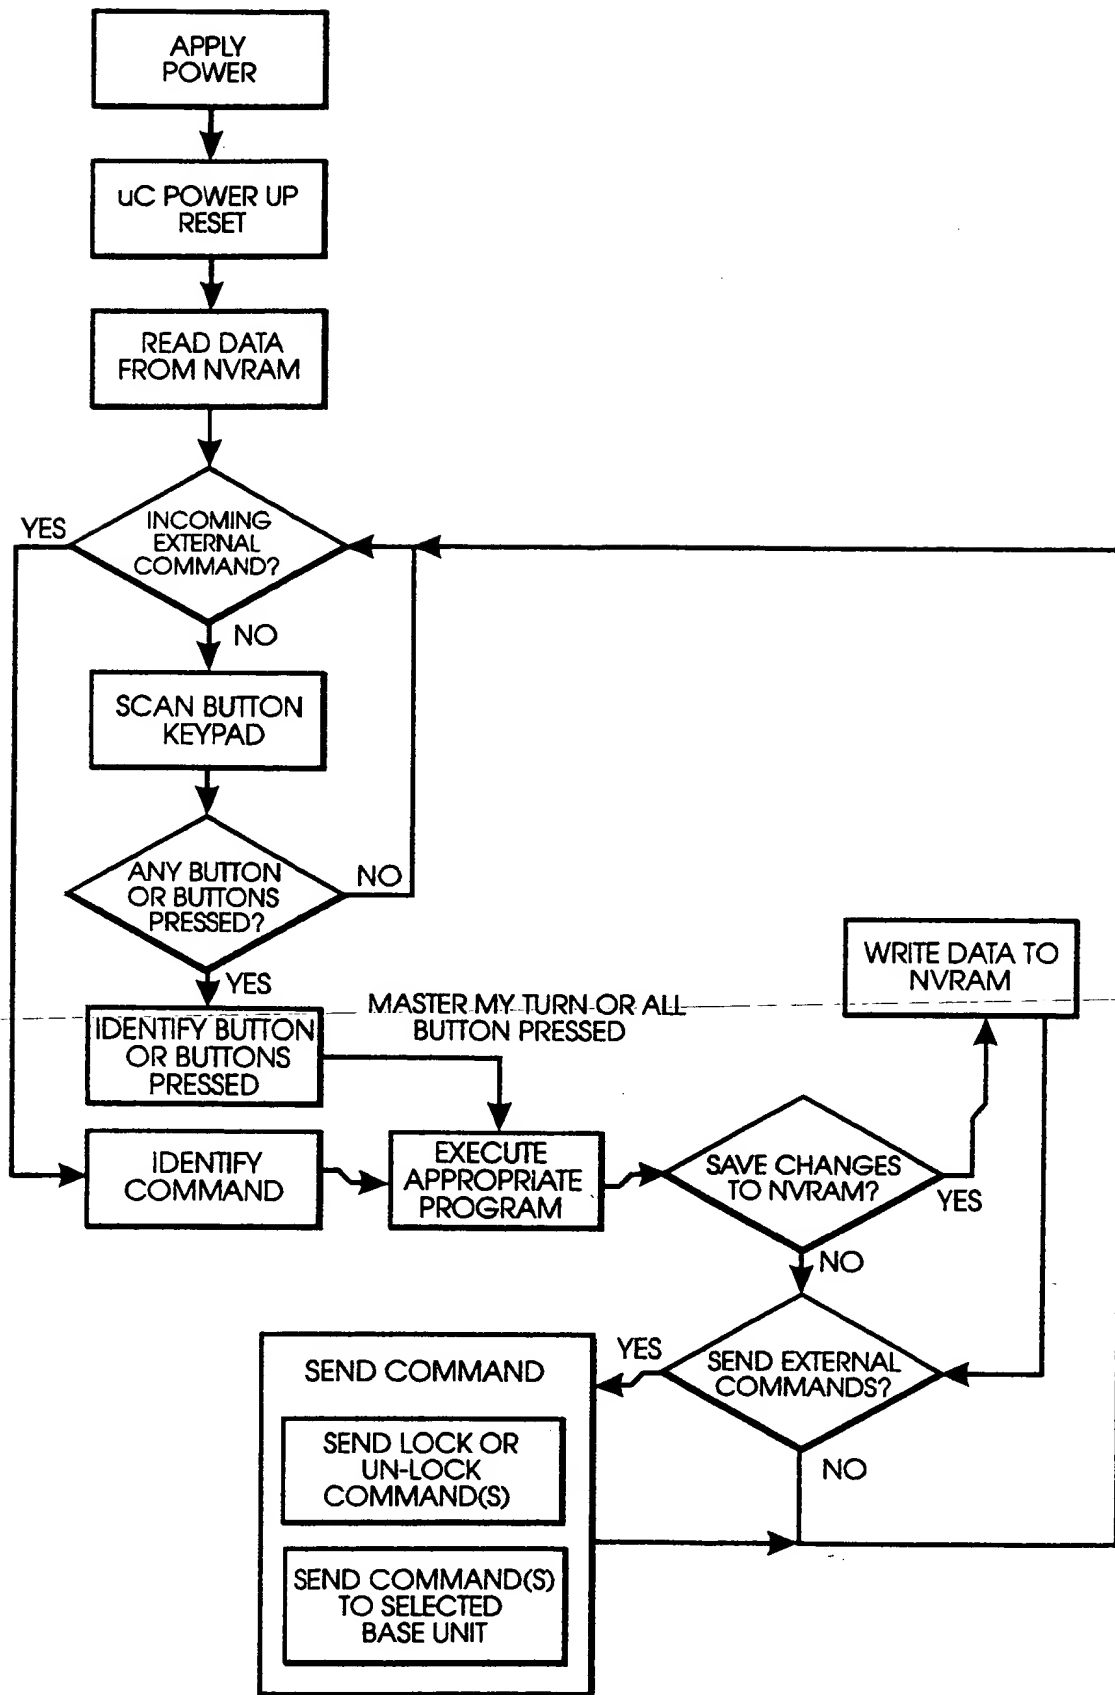 APPLY
POWER
uC POWER UP
RESET
READ DATA
FROM NVRAM
YES
INCOMING
EXTERNAL
COMMAND?
NO
SCAN BUTTON
KEYPAD
ANY BUTTON
OR BUTTONS
PRESSED?
NO
YES
WRITE DATA TO
NVRAM
MASTER MY TURN OR ALL
BUTTON PRESSED
IDENTIFY BUTTON
OR BUTTONS
PRESSED
IDENTIFY
COMMAND
EXECUTE
APPROPRIATE
PROGRAM
SAVE CHANGES
TO NVRAM?
YES
NO
YES
SEND EXTERNAL
COMMANDS?
NO
SEND COMMAND
SEND LOCK OR
UN-LOCK
COMMAND(S)
SEND COMMAND(S)
TO SELECTED
BASE UNIT